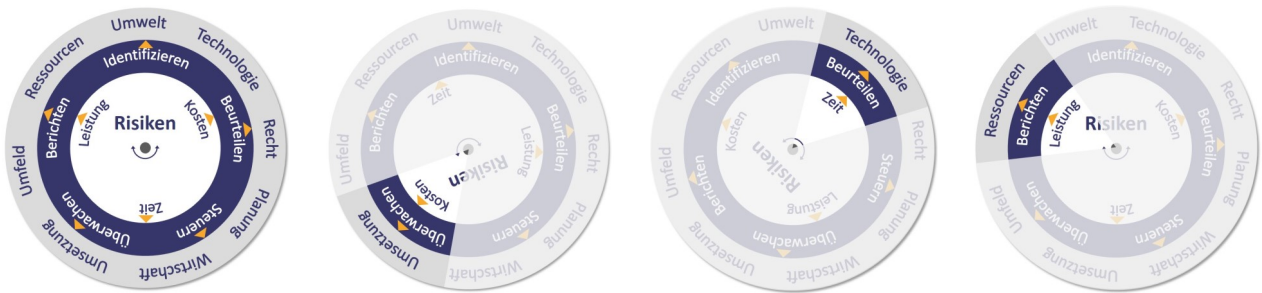 Umwelt
Technologie
Recht
Planung
Wirtschaft
Umsetzung
Umfeld
Ressourcen
Identifizieren
Beurteilen
Steuern
Überwachen
Berichten
Kosten
Zeit
Leistung
Risiken
Umwelt
Technologie
Recht
Planung
Wirtschaft
Umsetzung
Umfeld
Ressourcen
Identifizieren
Beurteilen
Steuern
Überwachen
Berichten
Zeit
Leistung
Kosten
Risiken
Umwelt
Technologie
Recht
Planung
Wirtschaft
Umsetzung
Umfeld
Ressourcen
Identifizieren
Beurteilen
Steuern
Überwachen
Berichten
Zeit
Leistung
Kosten
Risiken
Umwelt
Technologie
Recht
Planung
Wirtschaft
Umsetzung
Umfeld
Ressourcen
Identifizieren
Beurteilen
Steuern
Überwachen
Berichten
Kosten
Zeit
Leistung
Risiken